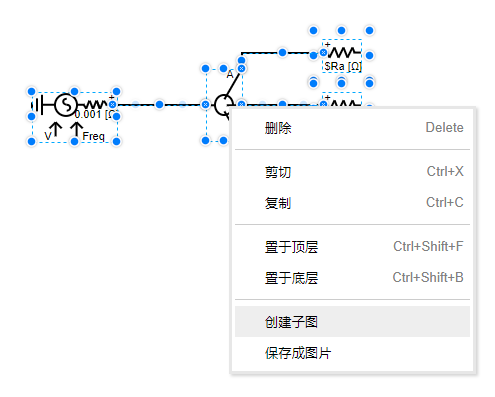 +
$Ra [Ω]
A
+
+
0.001 [Ω
V
Freq
删除 Delete
剪切 Ctrl+X
复制 Ctrl+C
置于顶层 Ctrl+Shift+F
置于底层 Ctrl+Shift+B
创建子图
保存成图片